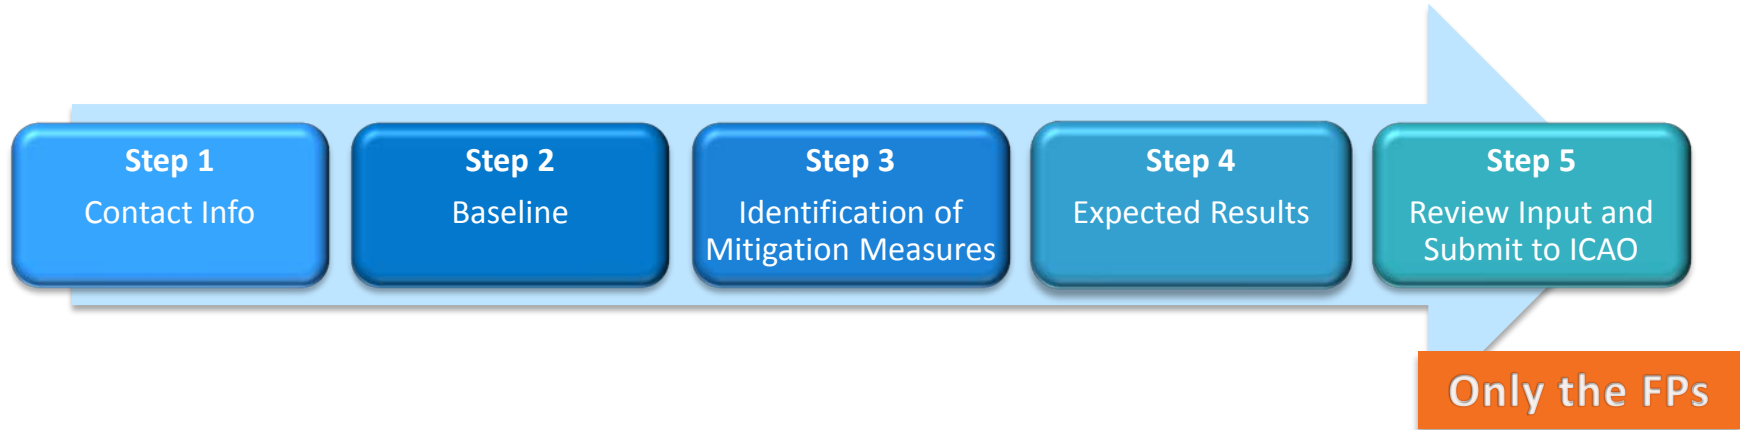 Step 1
Contact Info
Step 2
Baseline
Step 3
Identification of
Mitigation Measures
Step 4
Expected Results
Step 5
Review Input and
Submit to ICAO
Only the FPs